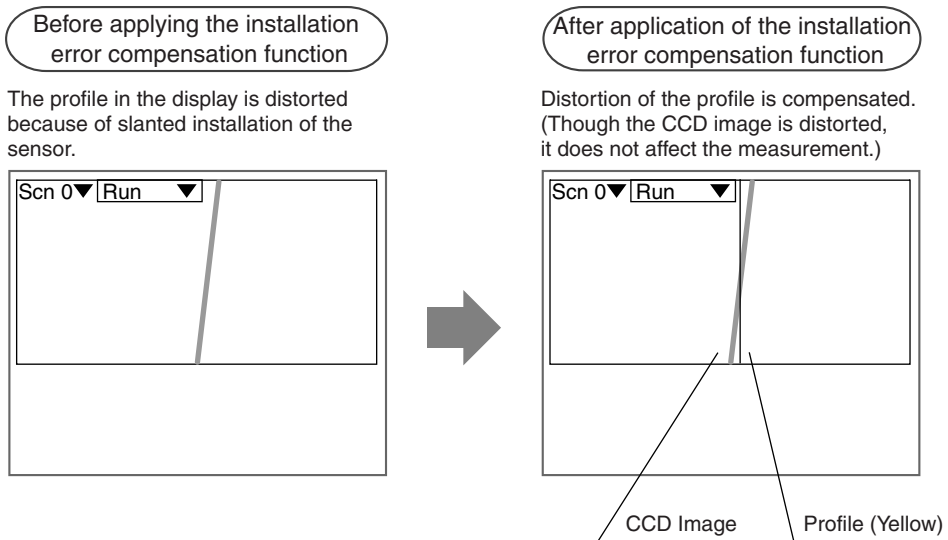 Before applying the installation
error compensation function
The profile in the display is distorted
because of slanted installation of the
sensor.
Scn 0▼ Run ▼
After application of the installation
error compensation function
Distortion of the profile is compensated.
(Though the CCD image is distorted,
it does not affect the measurement.)
Scn 0▼ Run ▼
CCD Image
Profile (Yellow)